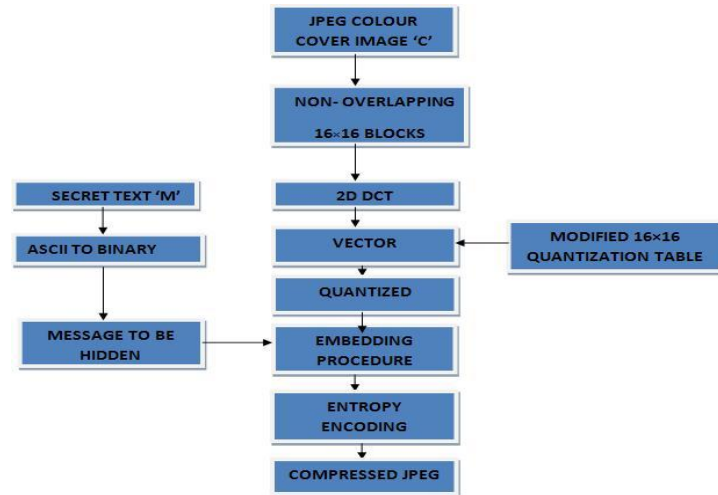 JPEG COLOUR
COVER IMAGE ‘C’
NON- OVERLAPPING
16×16 BLOCKS
SECRET TEXT ‘M’
2D DCT
ASCII TO BINARY
VECTOR
MODIFIED 16×16
QUANTIZATION TABLE
QUANTIZED
MESSAGE TO BE
HIDDEN
EMBEDDING
PROCEDURE
ENTROPY
ENCODING
COMPRESSED JPEG